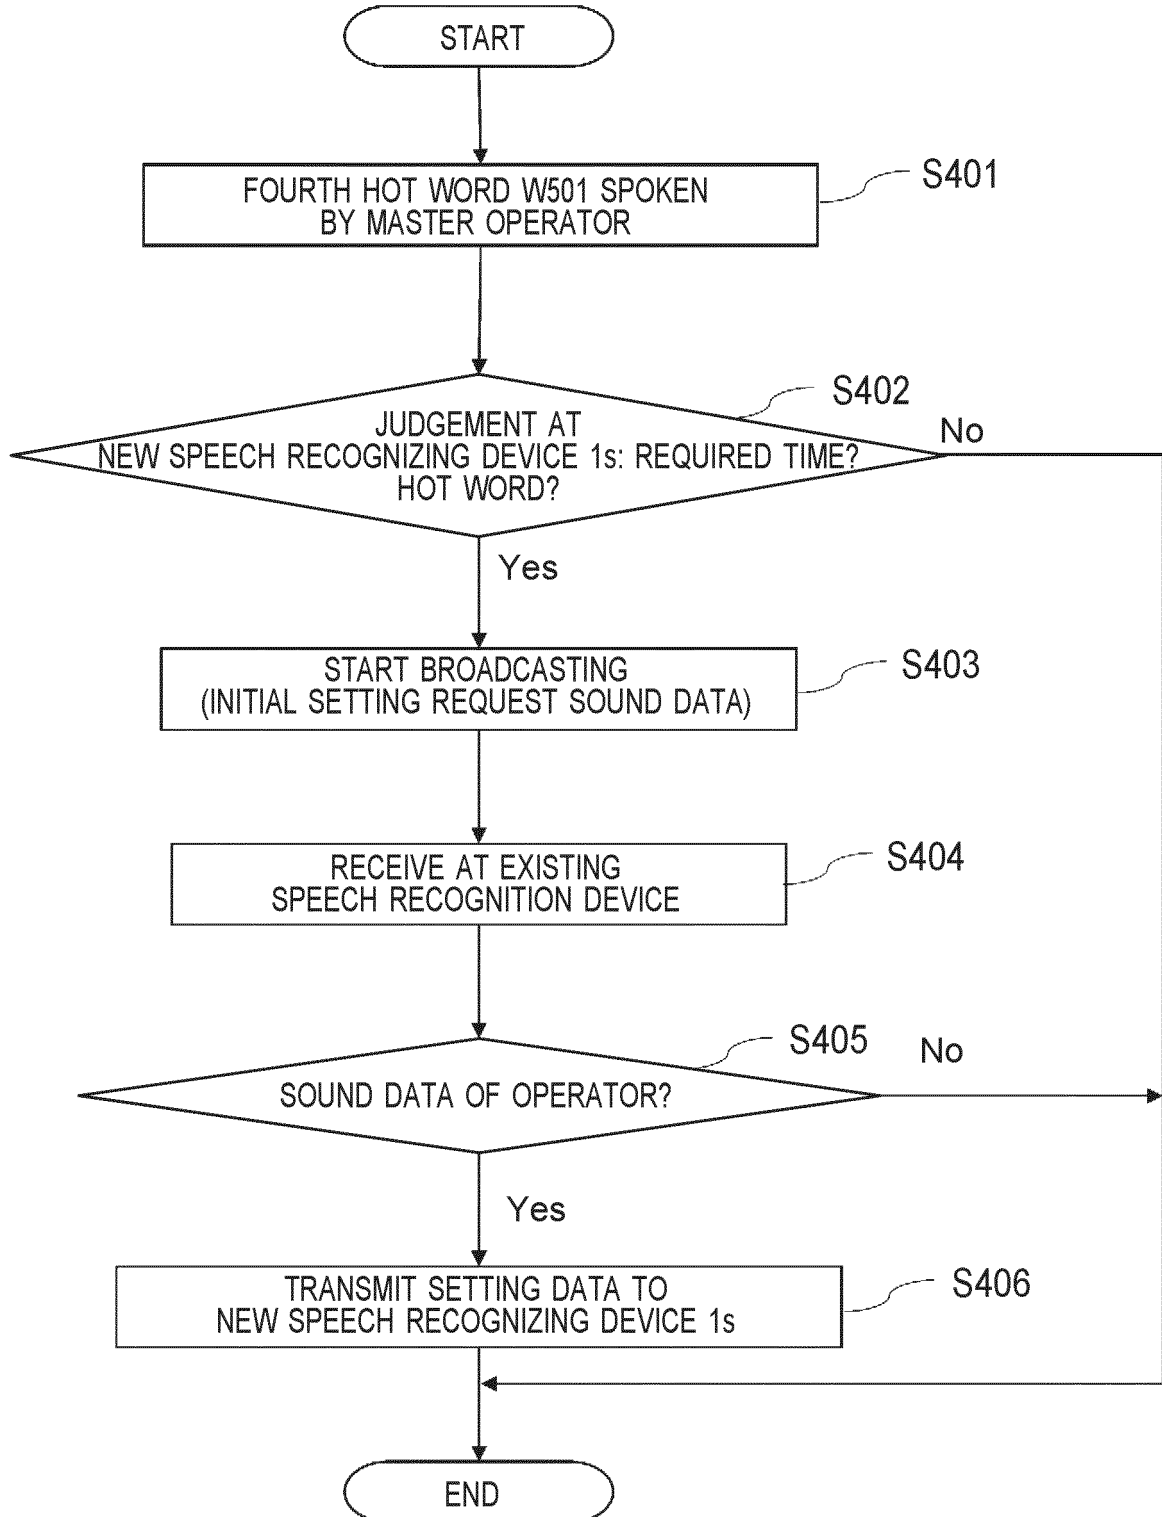 START
FOURTH HOT WORD W501 SPOKEN
BY MASTER OPERATOR
S401
JUDGEMENT AT
NEW SPEECH RECOGNIZING DEVICE 1s: REQUIRED TIME?
HOT WORD?
S402
No
Yes
START BROADCASTING
(INITIAL SETTING REQUEST SOUND DATA)
S403
RECEIVE AT EXISTING
SPEECH RECOGNITION DEVICE
S404
SOUND DATA OF OPERATOR?
S405
No
Yes
TRANSMIT SETTING DATA TO
NEW SPEECH RECOGNIZING DEVICE 1s
S406
END